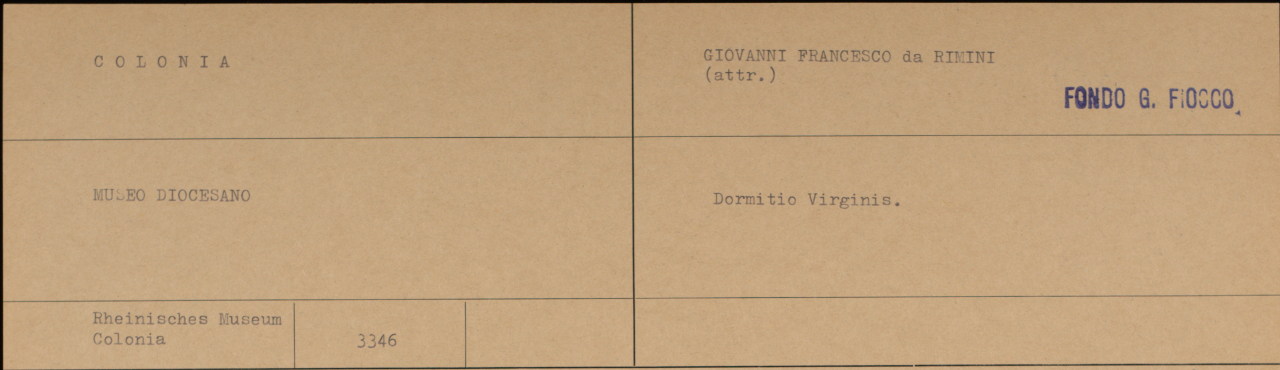 C O L O N I A
GIOVANNI FRANCESCO da RIMINI
(attr.)
FONDO G. FIOCCO
MUSEO DIOCESANO
Dormitio Virginis.
Rheinisches Museum
Colonia
3346